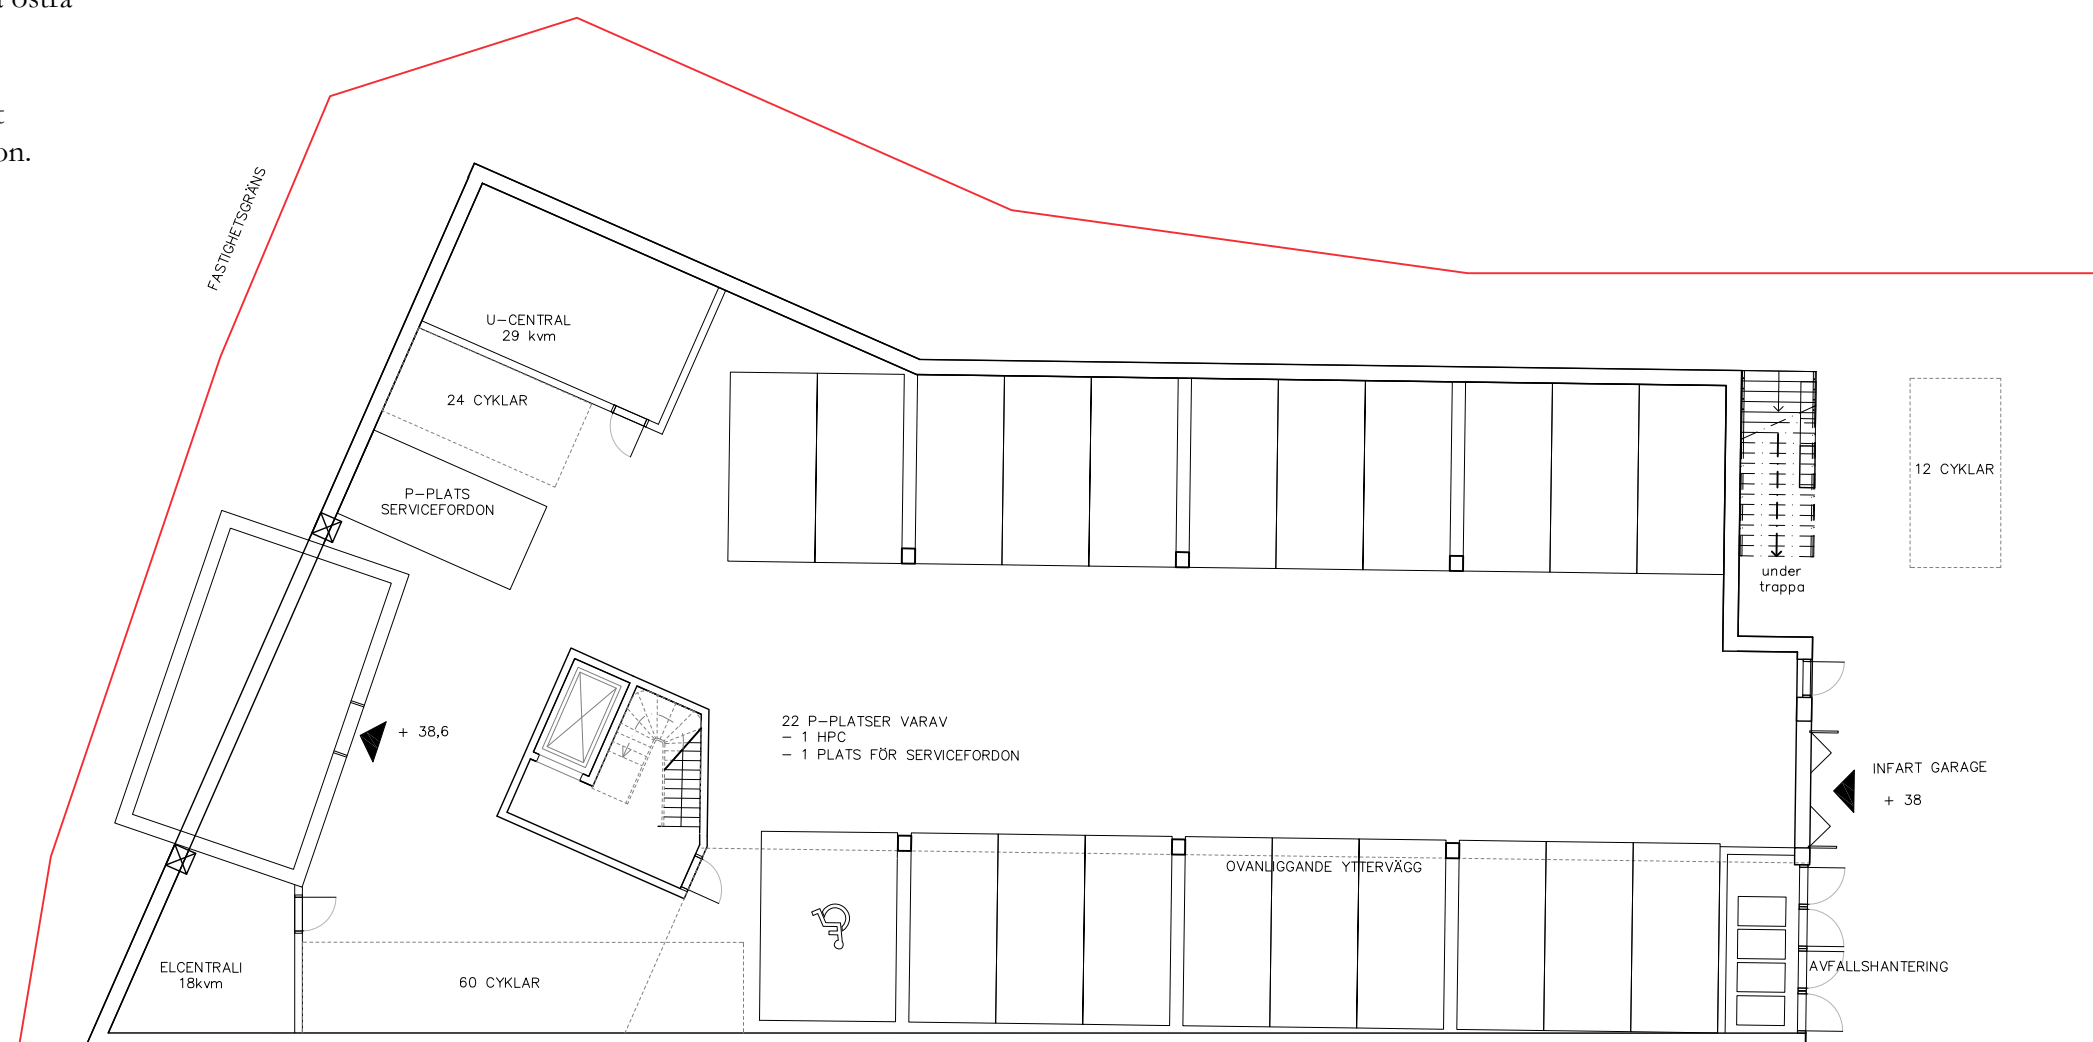 östra
on.
FASTIGHETSGRÄNS
U-CENTRAL
29 kvm
24 CYKLAR
P-PLATS
SERVICEFORDON
12 CYKLAR
under
trappa
+ 38,6
22 P-PLATSER VARAV
- 1 HPC
- 1 PLATS FÖR SERVICEFORDON
INFART GARAGE
+ 38
OVANLIGGANDE YTTERVÄGG
ELCENTRALI
18kvm
60 CYKLAR
AVFALLSHANTERING